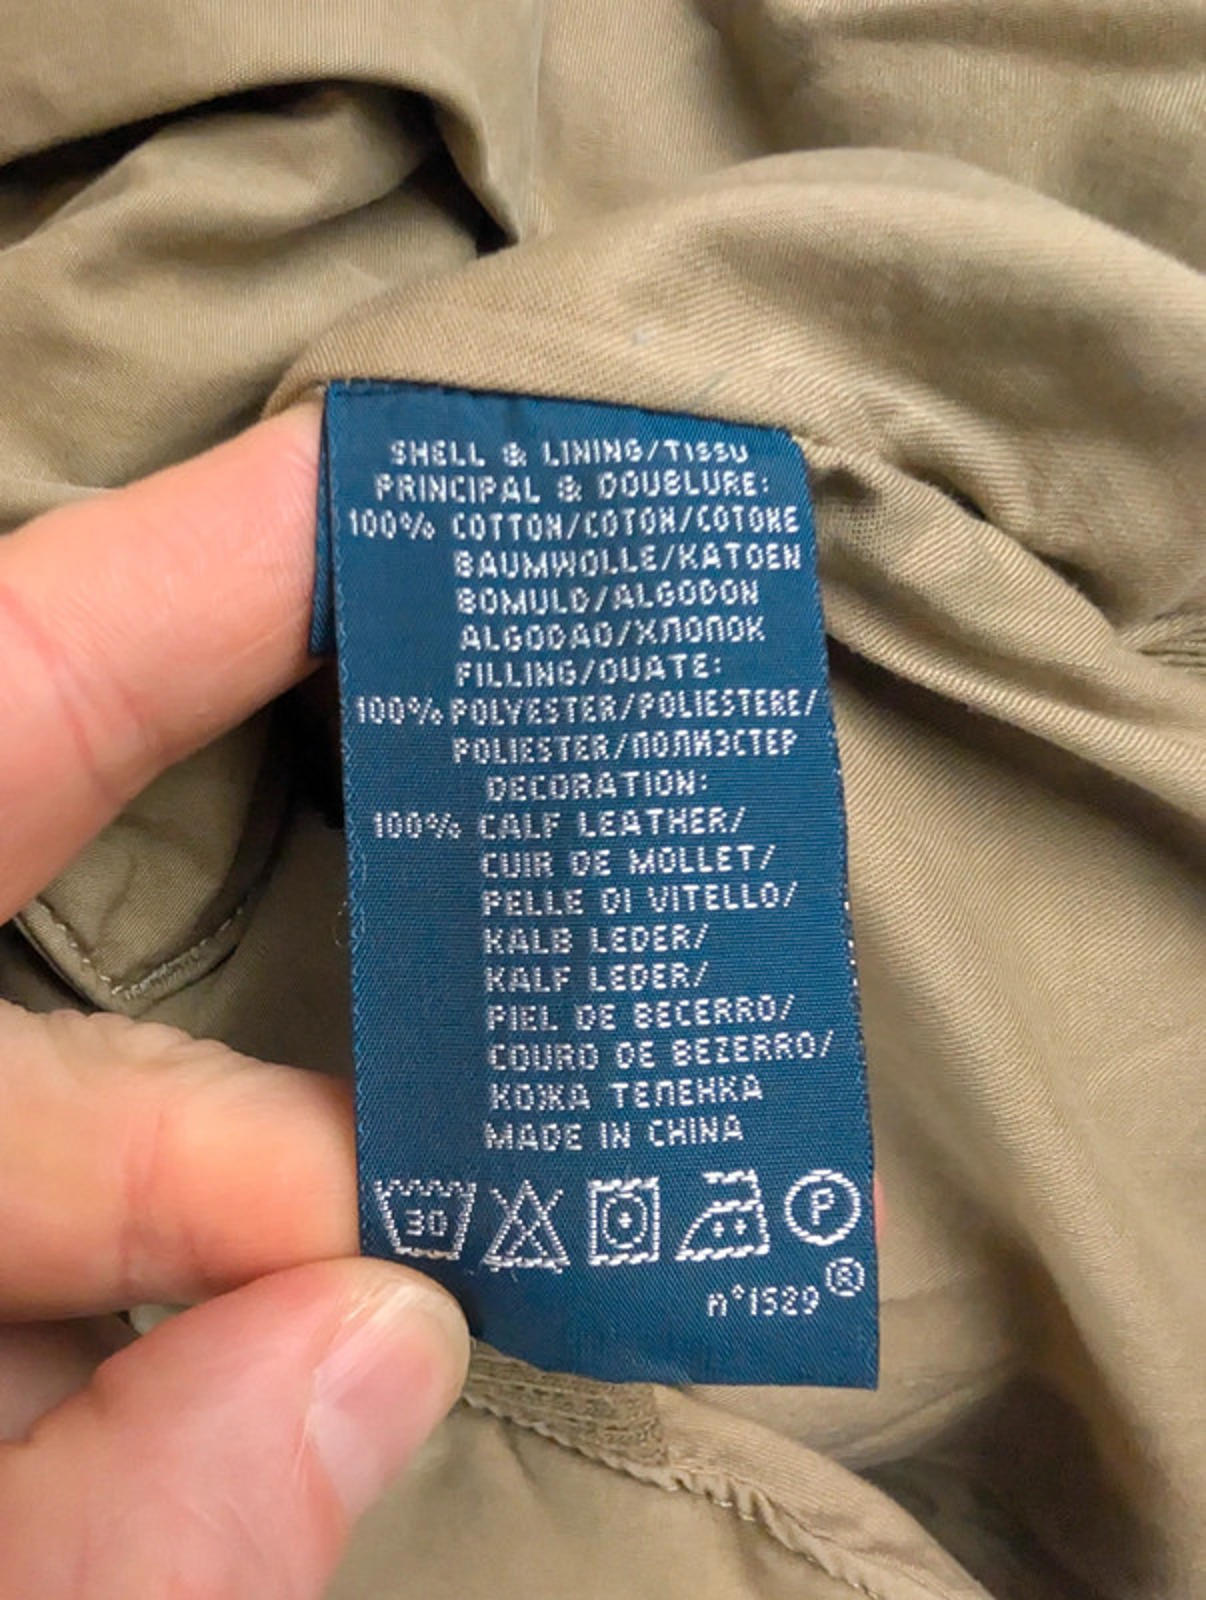 SHELL & LINING/TISSU
PRINCIPAL & DOUBLURE:
100% COTTON/COTON/COTONE
BAUMWOLLE/KATOEN
BOMULD/ALGODON
ALGODAO/ХЛОПОК
FILLING/OUATE:
100% POLYESTER/POLIESTERE/
POLIESTER/ПОЛИЭСТЕР
DECORATION:
100% CALF LEATHER/
CUIR DE MOLLET/
PELLE DI VITELLO/
KALB LEDER/
KALF LEDER/
PIEL DE BECERRO/
COURO DE BEZERRO/
КОЖА ТЕЛЕНКА
MADE IN CHINA
30 P
n°1529®